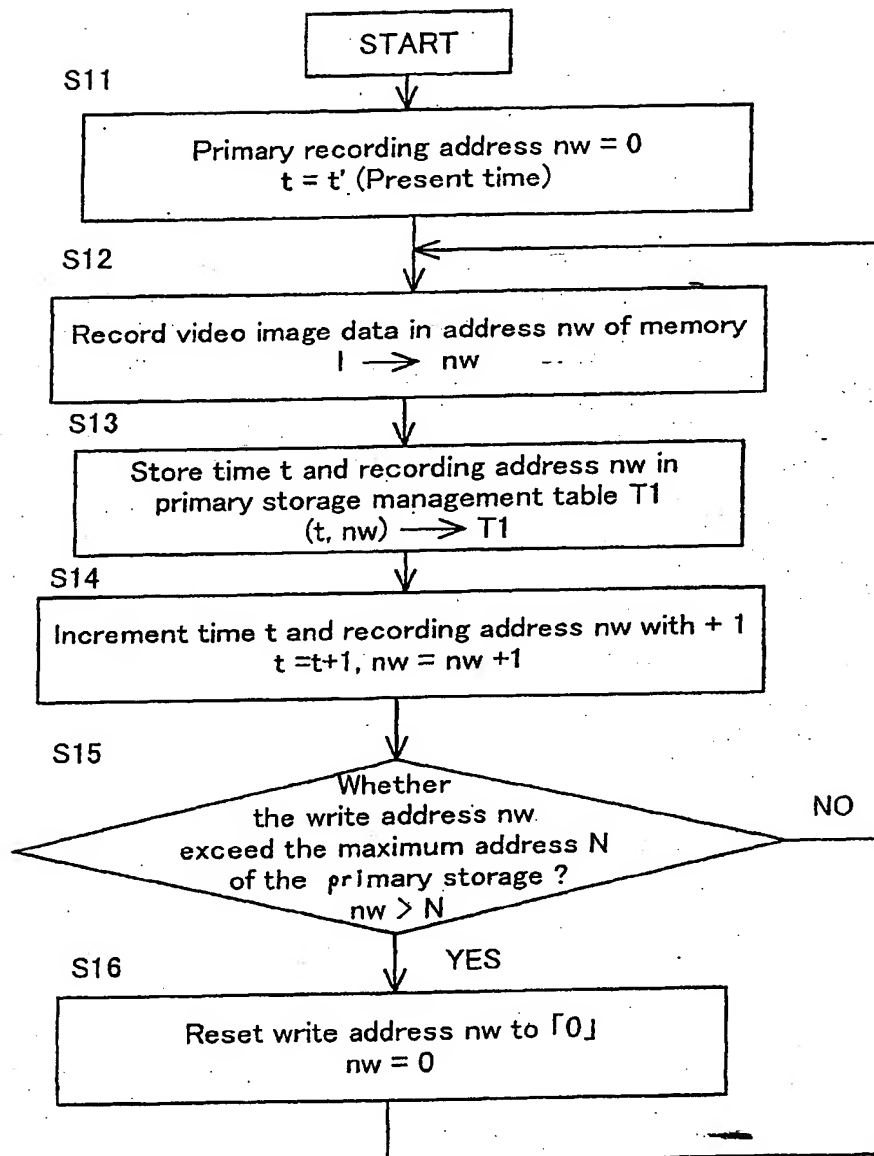 START
S11
Primary recording address nw = 0
t = t' (Present time)
S12
Record video image data in address nw of memory
I → nw
S13
Store time t and recording address nw in
primary storage management table T1
(t, nw) → T1
S14
Increment time t and recording address nw with + 1
t =t+1, nw = nw +1
S15
Whether
the write address nw
exceed the maximum address N
of the primary storage ?
nw > N
NO
YES
S16
Reset write address nw to「0」
nw = 0